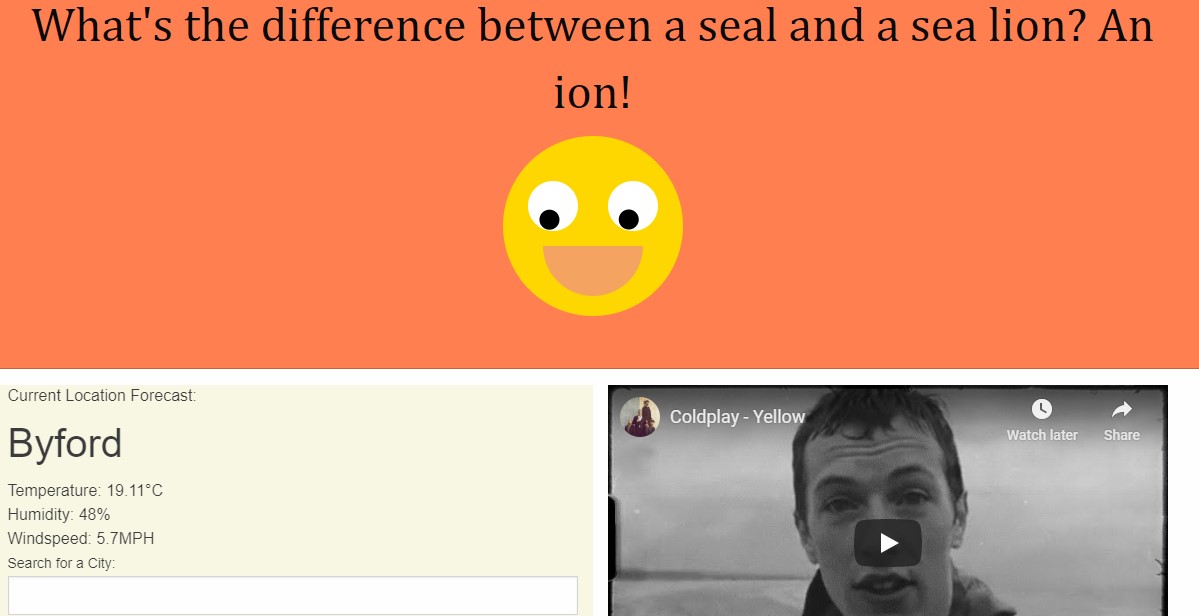 What's the difference between a seal and a sea lion? An
ion!
Current Location Forecast:
Byford
Temperature: 19.11°C
Humidity: 48%
Windspeed: 5.7MPH
Search for a City:
Coldplay - Yellow
Watch later
Share